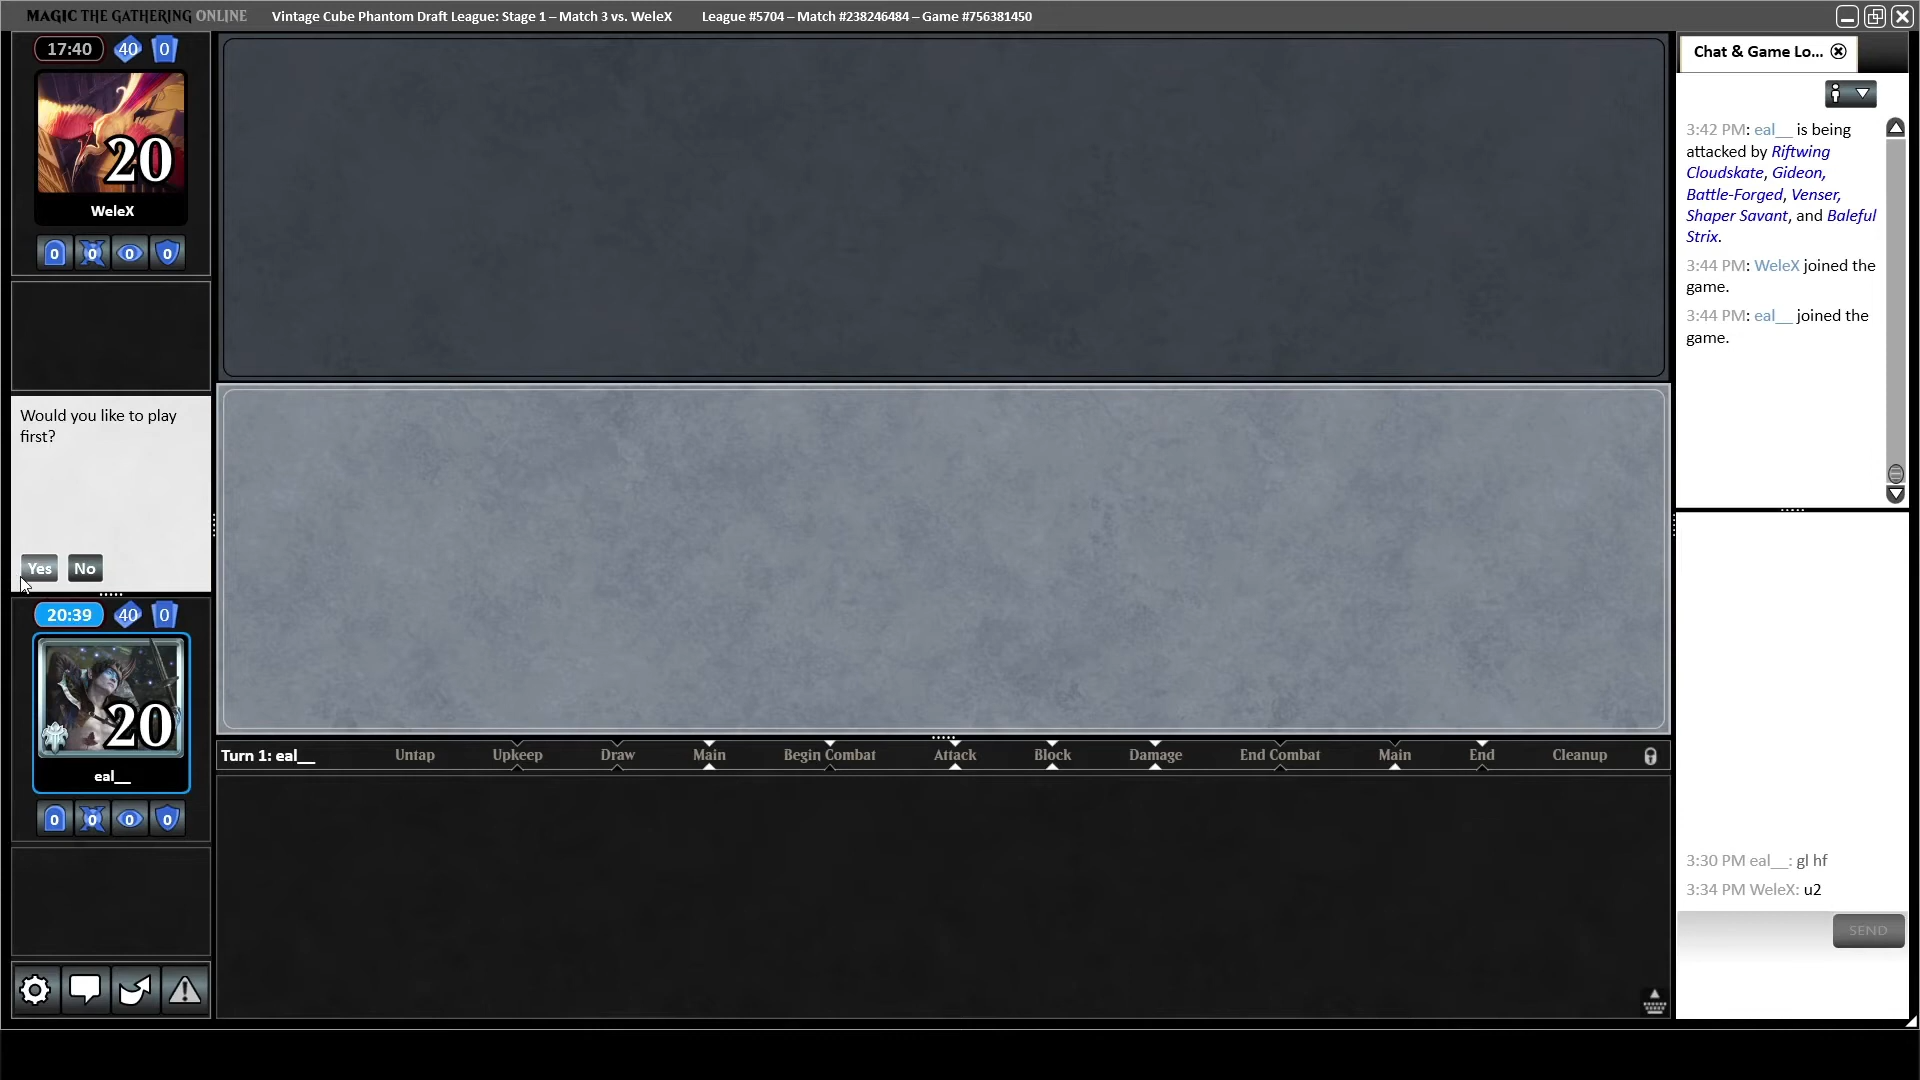 MAGIC THE GATHERING ONLINE
Vintage Cube Phantom Draft League: Stage 1 – Match 3 vs. WeleX
League #5704 – Match #238246484 – Game #756381450
17:40
40
0
20
WeleX
0
0
0
0
Would you like to play
first?
Yes
No
20:39
40
0
20
eal__
0
0
0
0
Turn 1: eal__
Untap
Upkeep
Draw
Main
Begin Combat
Attack
Block
Damage
End Combat
Main
End
Cleanup
Chat & Game Lo...
3:42 PM: eal__ is being
attacked by Riftwing
Cloudskate, Gideon,
Battle-Forged, Venser,
Shaper Savant, and Baleful
Strix.
3:44 PM: WeleX joined the
game.
3:44 PM: eal__ joined the
game.
3:30 PM eal__: gl hf
3:34 PM WeleX: u2
SEND